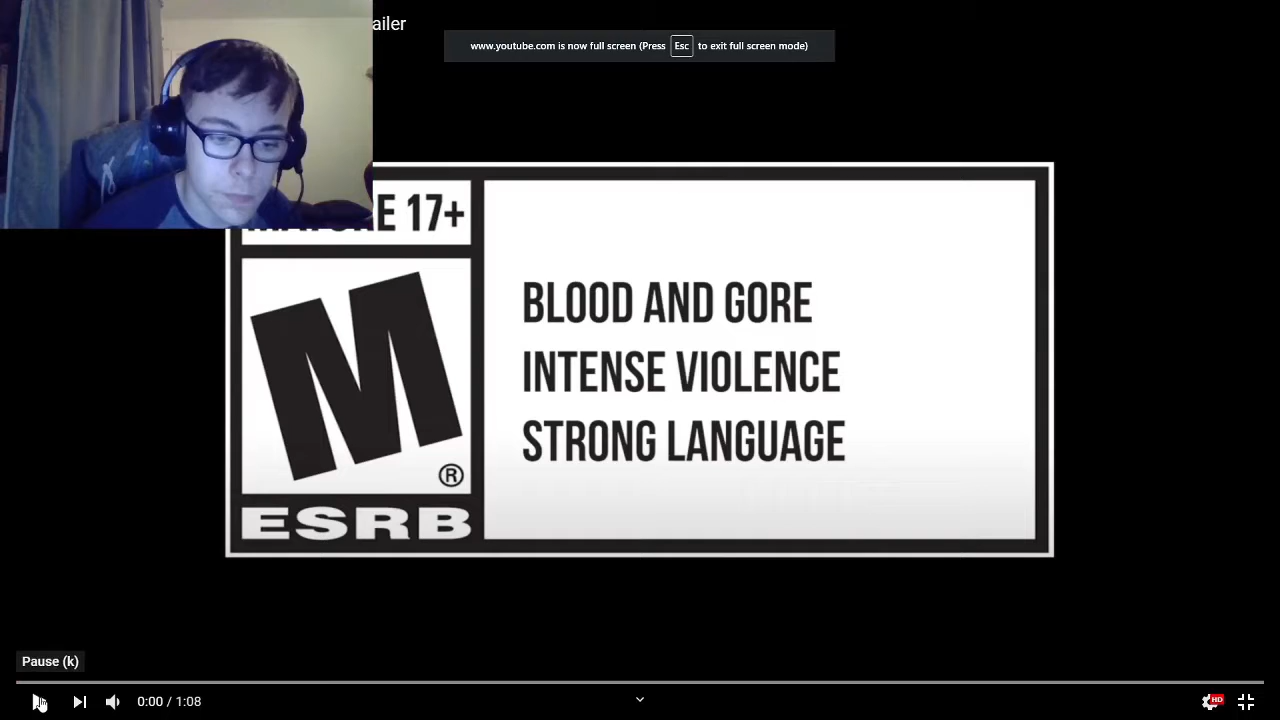 ailer
www.youtube.com is now full screen (Press Esc to exit full screen mode)
E 17+
BLOOD AND GORE
INTENSE VIOLENCE
STRONG LANGUAGE
®
ESRB
M
Pause (k)
0:00 / 1:08
HD